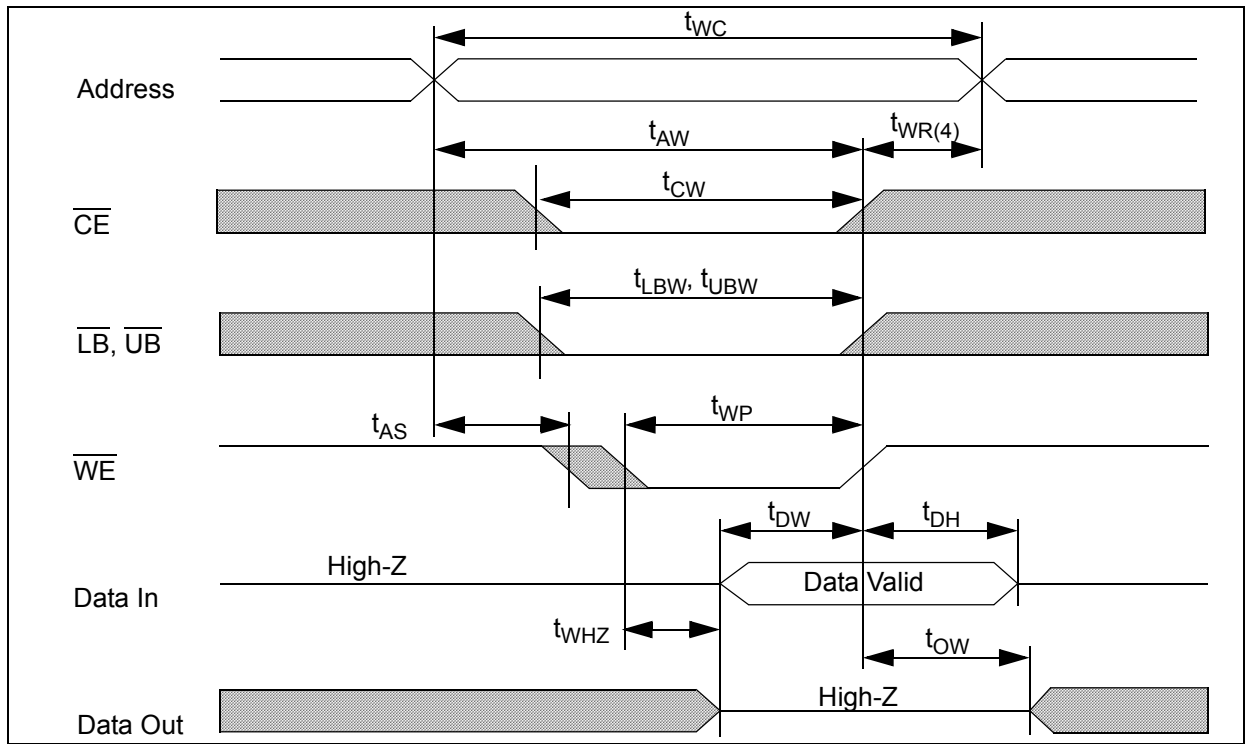 tWC
Address
tAW
tWR(4)
tCW
CE
tLBW, tUBW
LB, UB
tAS
tWP
WE
tDW
tDH
High-Z
Data Valid
Data In
tWHZ
tOW
High-Z
Data Out